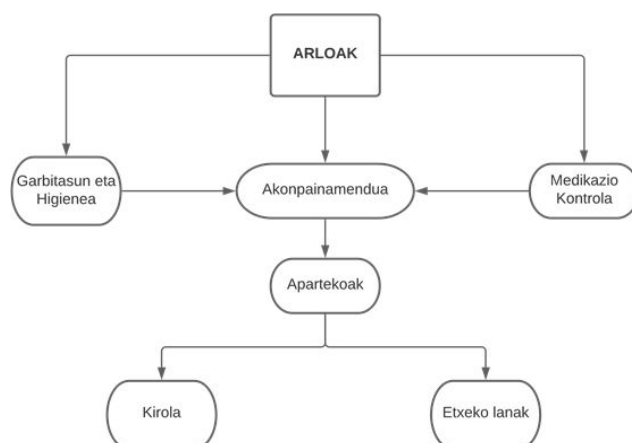 ARLOAK
Garbitasun eta
Higienea
Akonpainamendua
Medikazio
Kontrola
Apartekoak
Kirola
Etxeko lanak